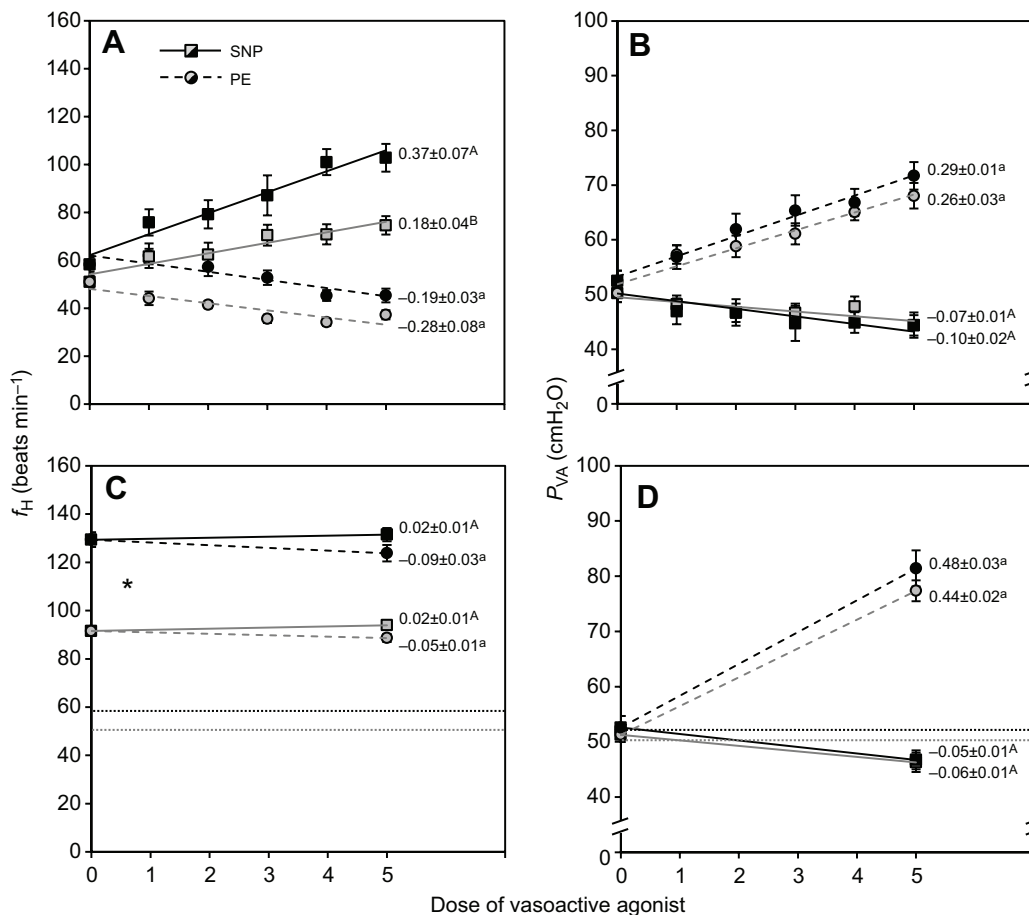 A
SNP
PE
160
140
120
100
80
60
40
20
0
0.37±0.07ᴬ
0.18±0.04ᴮ
–0.19±0.03ᵃ
–0.28±0.08ᵃ
B
100
90
80
70
60
50
40
0
0.29±0.01ᵃ
0.26±0.03ᵃ
–0.07±0.01ᴬ
–0.10±0.02ᴬ
fH (beats min⁻¹)
PVA (cmH₂O)
C
160
140
120
100
80
60
40
20
0
0.02±0.01ᴬ
–0.09±0.03ᵃ
*
0.02±0.01ᴬ
–0.05±0.01ᵃ
0 1 2 3 4 5
D
100
90
80
70
60
50
40
0
0.48±0.03ᵃ
0.44±0.02ᵃ
–0.05±0.01ᴬ
–0.06±0.01ᴬ
0 1 2 3 4 5
Dose of vasoactive agonist